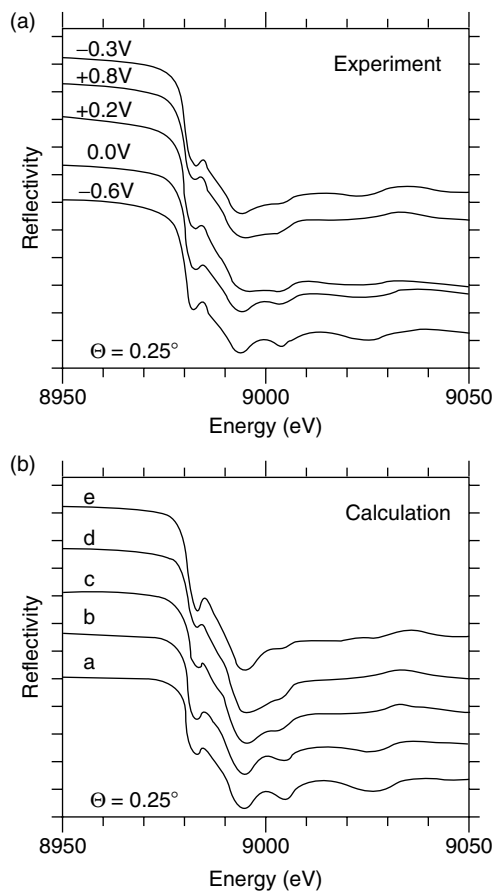 (a)
−0.3V
Experiment
+0.8V
+0.2V
0.0V
−0.6V
Reflectivity
Θ = 0.25°
8950 9000 9050
Energy (eV)
(b)
e
Calculation
d
c
b
a
Reflectivity
Θ = 0.25°
8950 9000 9050
Energy (eV)